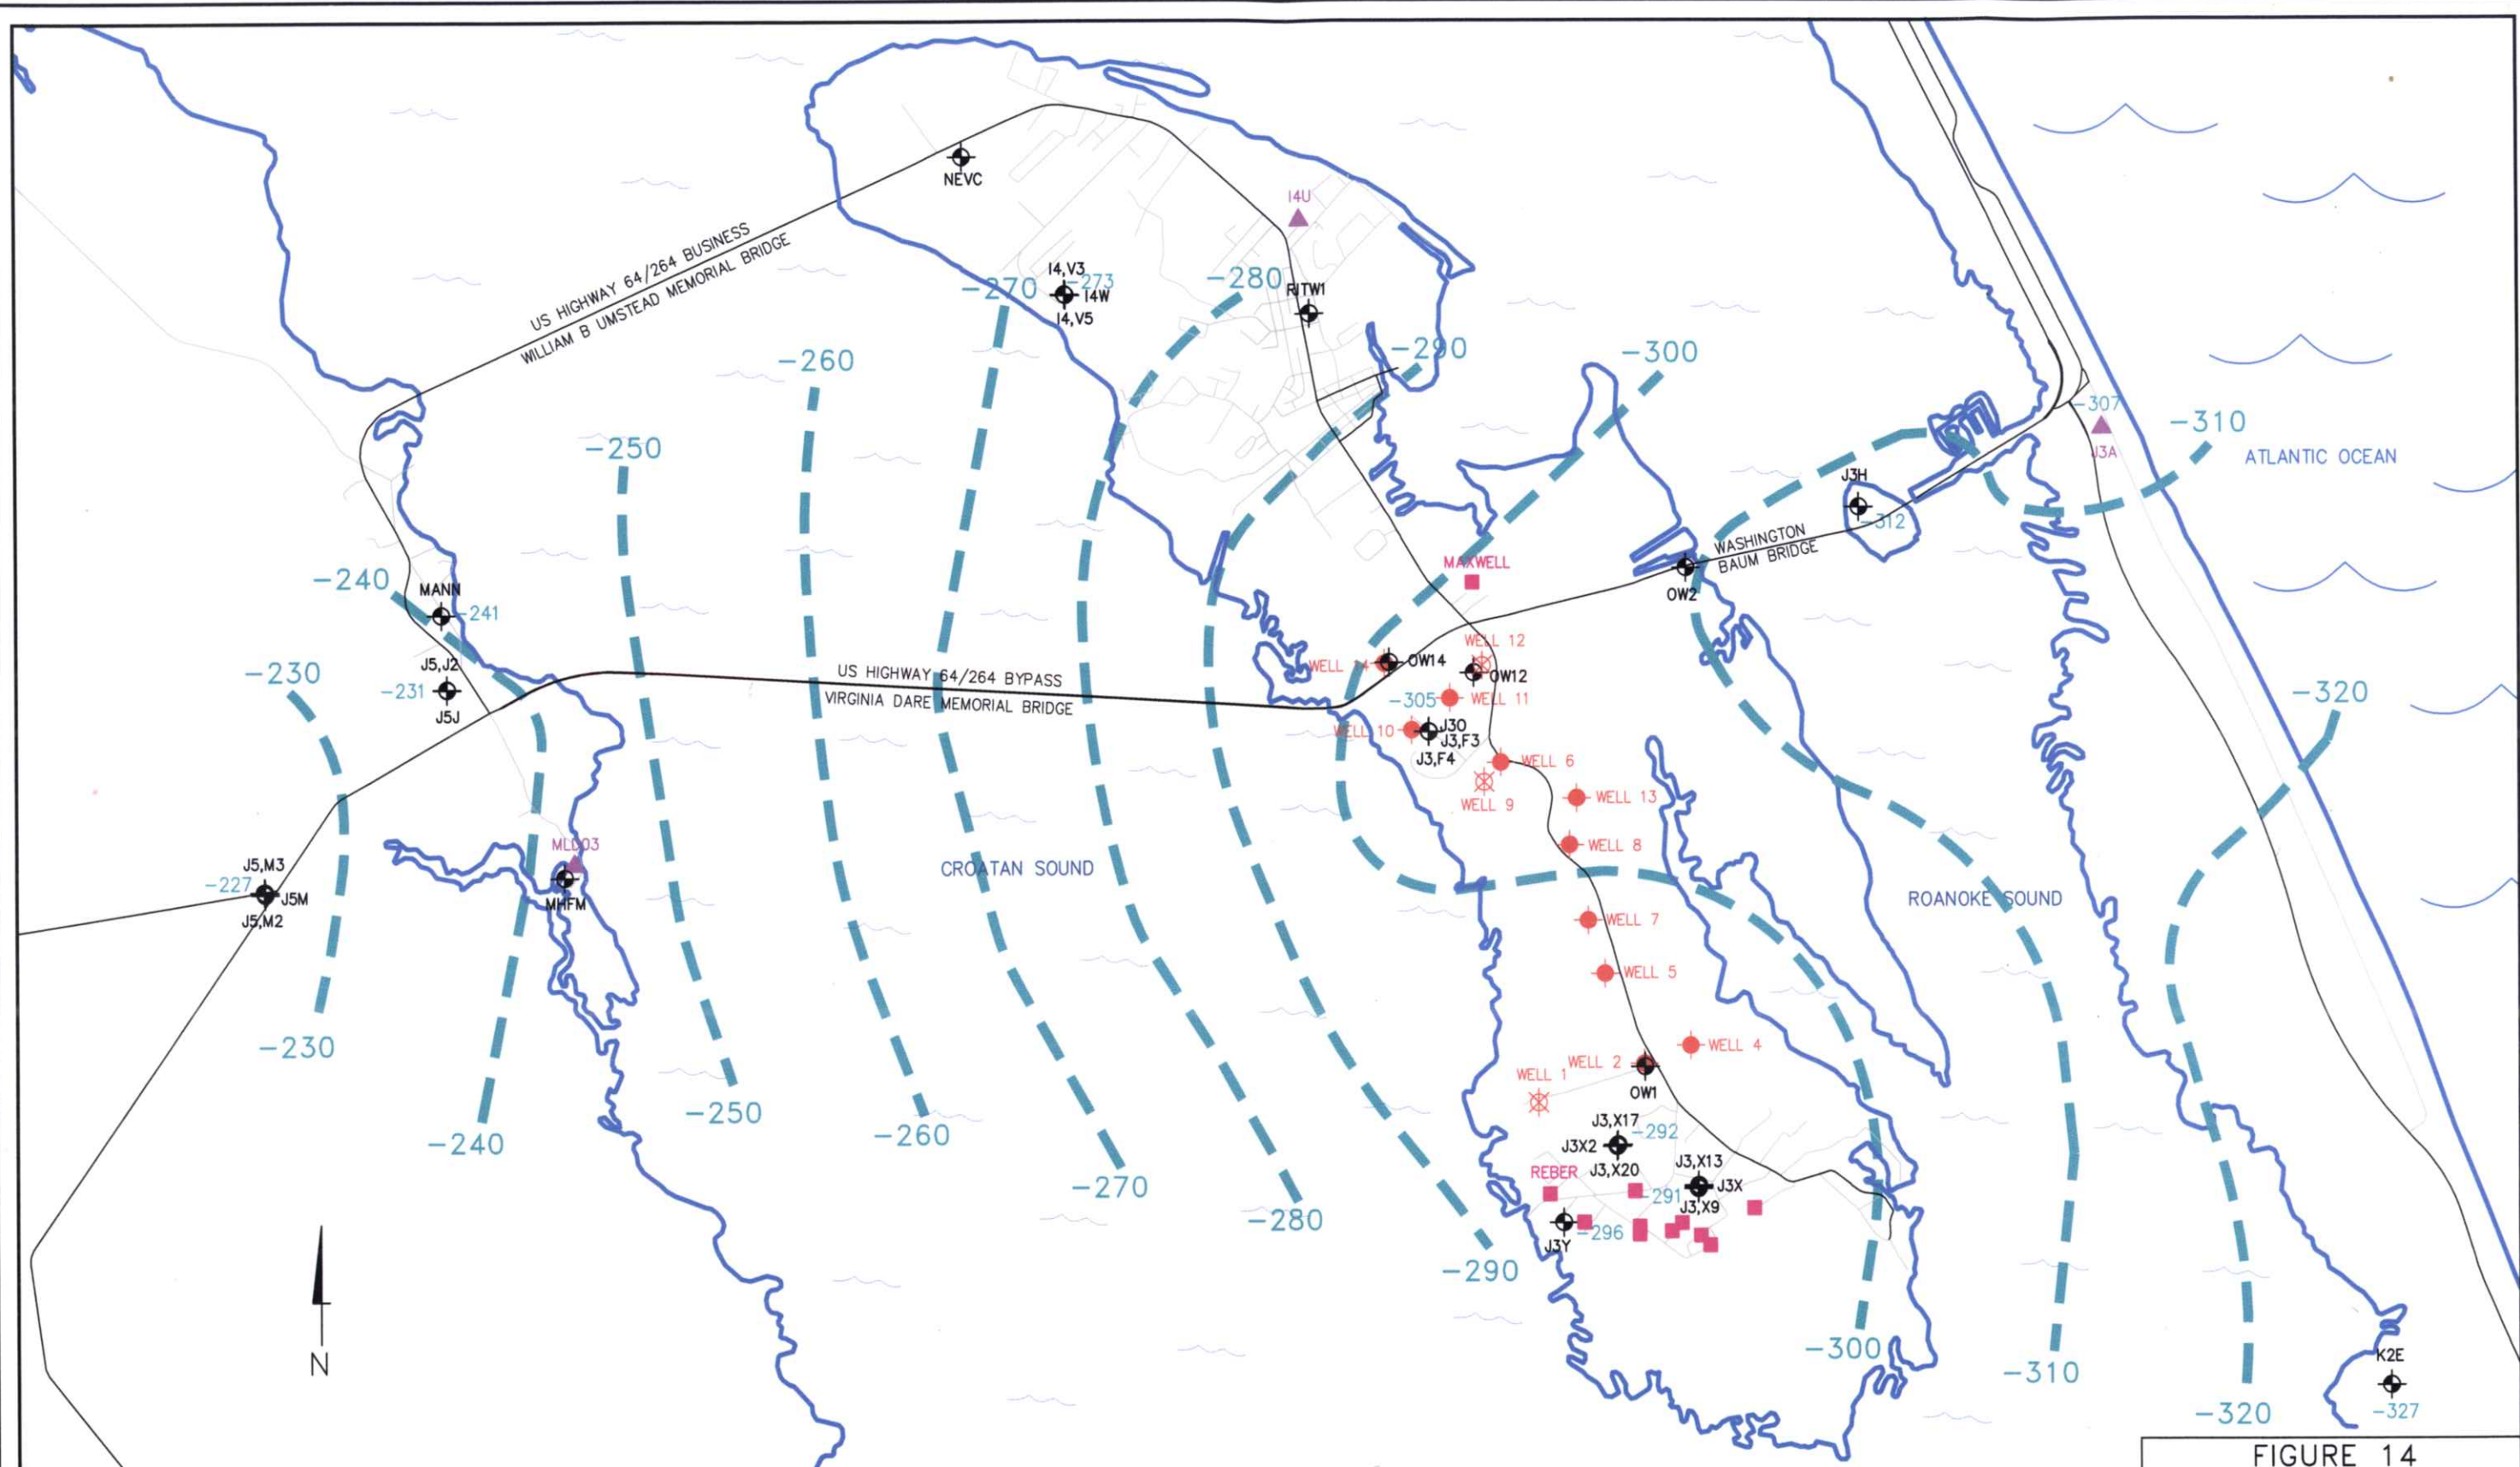 NEVC
I4U
US HIGHWAY 64/264 BUSINESS
WILLIAM B UMSTEAD MEMORIAL BRIDGE
I4,V3
-273
I4W
I4,V5
-270
-280
RITW1
-290
-300
-260
-250
-307
J3A
-310
ATLANTIC OCEAN
J3H
-312
WASHINGTON
BAUM BRIDGE
OW2
MAXWELL
-240
MANN
-241
J5,J2
-231
J5J
-230
US HIGHWAY 64/264 BYPASS
VIRGINIA DARE MEMORIAL BRIDGE
WELL 12
WELL 14
OW14
OW12
-305
WELL 11
WELL 10
J3O
J3,F3
J3,F4
WELL 6
WELL 9
WELL 13
WELL 8
-320
MLD03
MHFM
CROATAN SOUND
ROANOKE SOUND
J5,M3
-227
J5M
J5,M2
WELL 7
WELL 5
WELL 4
WELL 2
WELL 1
OW1
-230
-240
-250
-260
-270
-280
-290
J3,X17
-292
J3X2
J3,X20
J3,X13
J3X
REBER
-291
J3,X9
-296
J3Y
-300
-310
-320
K2E
-327
N
FIGURE 14